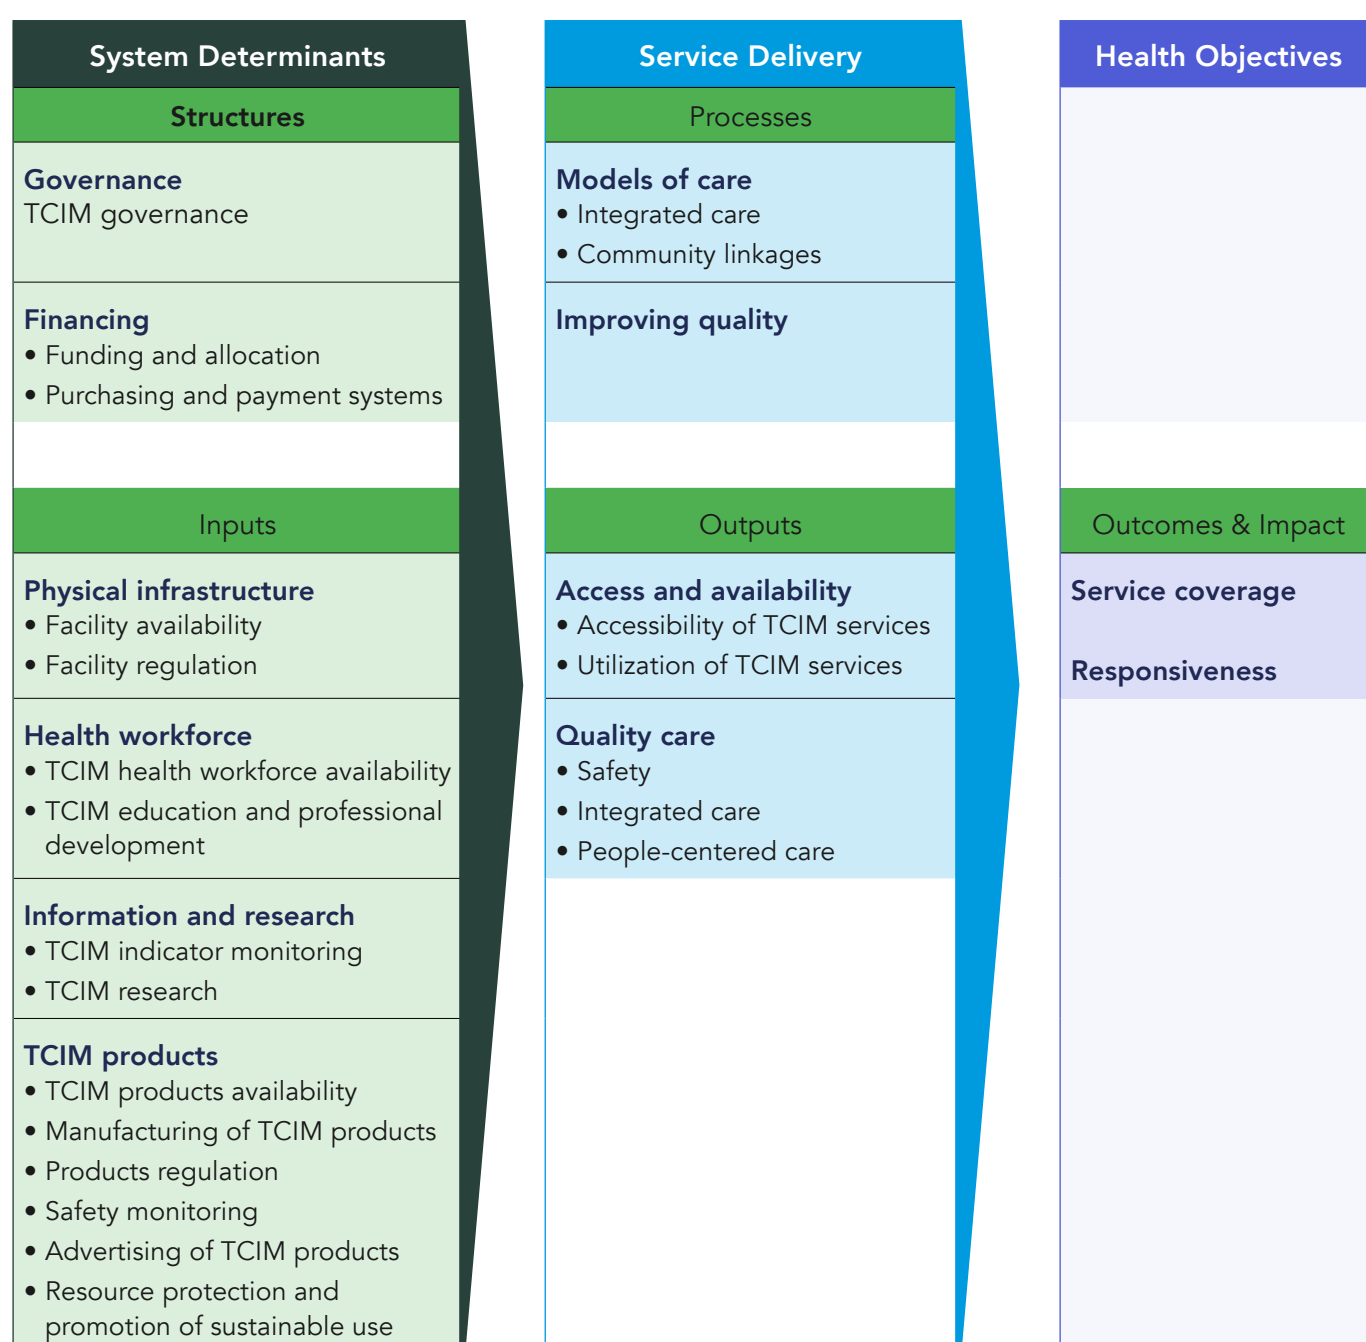 System Determinants
Structures
Governance
TCIM governance
Financing
• Funding and allocation
• Purchasing and payment systems
Inputs
Physical infrastructure
• Facility availability
• Facility regulation
Health workforce
• TCIM health workforce availability
• TCIM education and professional
development
Information and research
• TCIM indicator monitoring
• TCIM research
TCIM products
• TCIM products availability
• Manufacturing of TCIM products
• Products regulation
• Safety monitoring
• Advertising of TCIM products
• Resource protection and
promotion of sustainable use
Service Delivery
Processes
Models of care
• Integrated care
• Community linkages
Improving quality
Outputs
Access and availability
• Accessibility of TCIM services
• Utilization of TCIM services
Quality care
• Safety
• Integrated care
• People-centered care
Health Objectives
Outcomes & Impact
Service coverage
Responsiveness